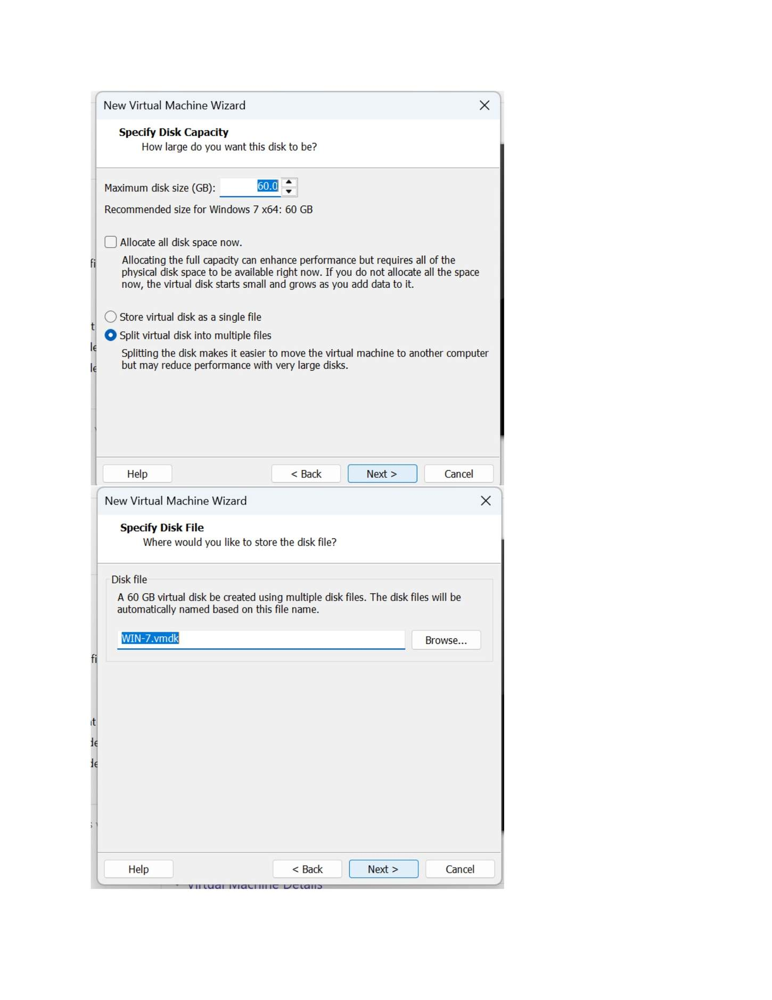 New Virtual Machine Wizard
Specify Disk Capacity
How large do you want this disk to be?
Maximum disk size (GB): 60.0
Recommended size for Windows 7 x64: 60 GB
Allocate all disk space now.
Allocating the full capacity can enhance performance but requires all of the
physical disk space to be available right now. If you do not allocate all the space
now, the virtual disk starts small and grows as you add data to it.
Store virtual disk as a single file
Split virtual disk into multiple files
Splitting the disk makes it easier to move the virtual machine to another computer
but may reduce performance with very large disks.
Help < Back Next > Cancel
New Virtual Machine Wizard
Specify Disk File
Where would you like to store the disk file?
Disk file
A 60 GB virtual disk be created using multiple disk files. The disk files will be
automatically named based on this file name.
WIN-7.vmdk Browse...
Help < Back Next > Cancel
Virtual Machine Details